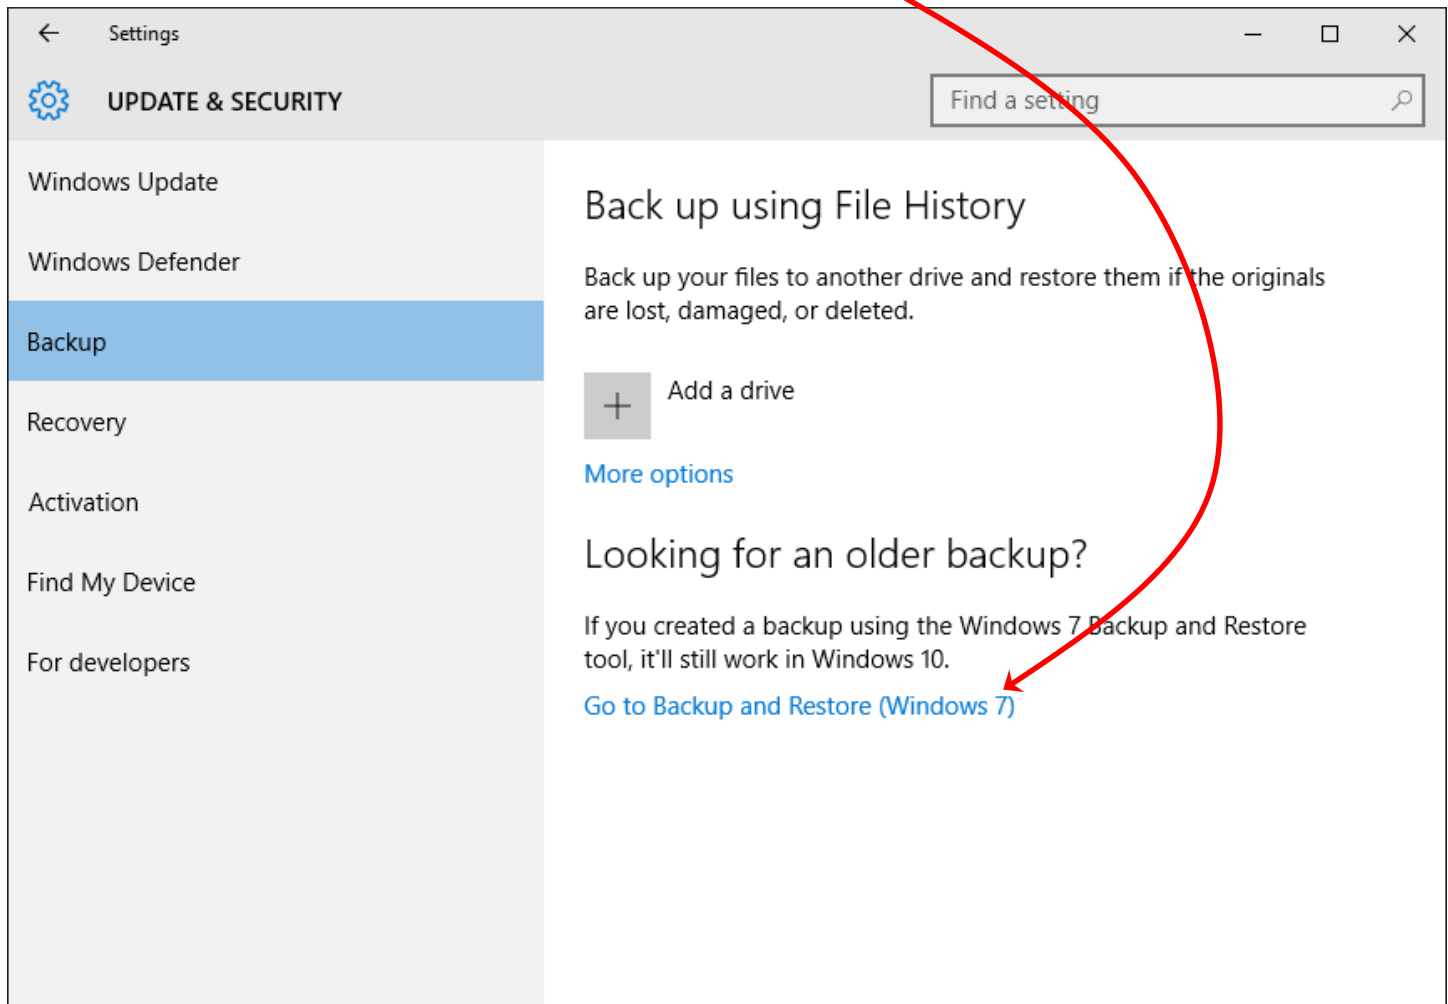 Settings
UPDATE & SECURITY
Find a setting
Windows Update
Windows Defender
Backup
Recovery
Activation
Find My Device
For developers
Back up using File History
Back up your files to another drive and restore them if the originals
are lost, damaged, or deleted.
Add a drive
More options
Looking for an older backup?
If you created a backup using the Windows 7 Backup and Restore
tool, it'll still work in Windows 10.
Go to Backup and Restore (Windows 7)